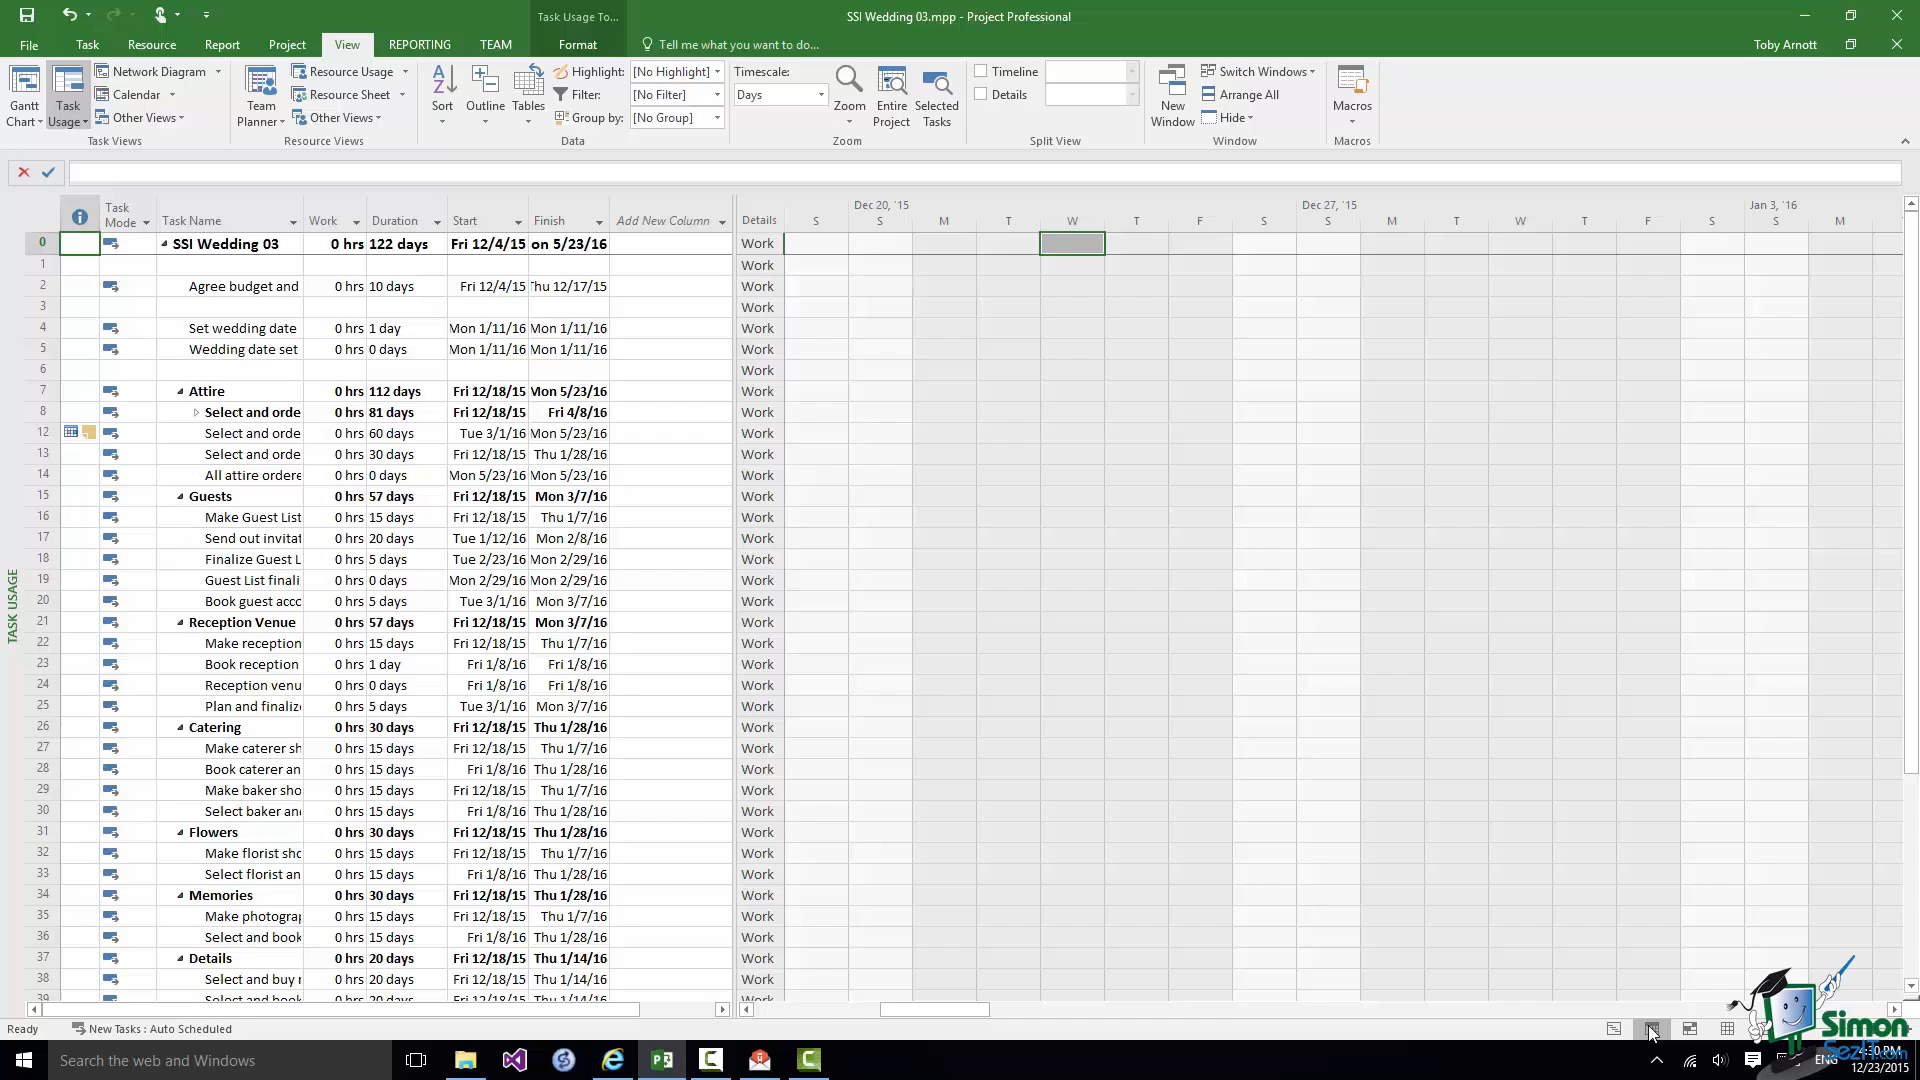 Task Usage To...
SSI Wedding 03.mpp - Project Professional
File Task Resource Report Project View REPORTING TEAM Format Tell me what you want to do... Toby Arnott
Gantt Chart
Task Usage
Network Diagram
Calendar
Other Views
Task Views
Team Planner
Resource Usage
Resource Sheet
Other Views
Resource Views
Sort
Outline
Tables
Highlight: [No Highlight]
Filter: [No Filter]
Group by: [No Group]
Data
Timescale:
Days
Zoom
Entire Project
Selected Tasks
Zoom
Timeline
Details
Split View
New Window
Switch Windows
Arrange All
Hide
Window
Macros
Macros
Task Mode Task Name Work Duration Start Finish Add New Column Details
Dec 20, '15 Dec 27, '15 Jan 3, '16
S S M T W T F S S M T W T F S S M
0 SSI Wedding 03 0 hrs 122 days Fri 12/4/15 on 5/23/16 Work
1 Work
2 Agree budget and 0 hrs 10 days Fri 12/4/15 Thu 12/17/15 Work
3 Work
4 Set wedding date 0 hrs 1 day Mon 1/11/16 Mon 1/11/16 Work
5 Wedding date set 0 hrs 0 days Mon 1/11/16 Mon 1/11/16 Work
6 Work
7 Attire 0 hrs 112 days Fri 12/18/15 Mon 5/23/16 Work
8 Select and orde 0 hrs 81 days Fri 12/18/15 Fri 4/8/16 Work
12 Select and orde 0 hrs 60 days Tue 3/1/16 Mon 5/23/16 Work
13 Select and orde 0 hrs 30 days Fri 12/18/15 Thu 1/28/16 Work
14 All attire ordere 0 hrs 0 days Mon 5/23/16 Mon 5/23/16 Work
15 Guests 0 hrs 57 days Fri 12/18/15 Mon 3/7/16 Work
16 Make Guest List 0 hrs 15 days Fri 12/18/15 Thu 1/7/16 Work
17 Send out invitat 0 hrs 20 days Tue 1/12/16 Mon 2/8/16 Work
18 Finalize Guest L 0 hrs 5 days Tue 2/23/16 Mon 2/29/16 Work
19 Guest List finali 0 hrs 0 days Mon 2/29/16 Mon 2/29/16 Work
20 Book guest acco 0 hrs 5 days Tue 3/1/16 Mon 3/7/16 Work
21 Reception Venue 0 hrs 57 days Fri 12/18/15 Mon 3/7/16 Work
22 Make reception 0 hrs 15 days Fri 12/18/15 Thu 1/7/16 Work
23 Book reception 0 hrs 1 day Fri 1/8/16 Fri 1/8/16 Work
24 Reception venu 0 hrs 0 days Fri 1/8/16 Fri 1/8/16 Work
25 Plan and finalize 0 hrs 5 days Tue 3/1/16 Mon 3/7/16 Work
26 Catering 0 hrs 30 days Fri 12/18/15 Thu 1/28/16 Work
27 Make caterer sh 0 hrs 15 days Fri 12/18/15 Thu 1/7/16 Work
28 Book caterer an 0 hrs 15 days Fri 1/8/16 Thu 1/28/16 Work
29 Make baker sho 0 hrs 15 days Fri 12/18/15 Thu 1/7/16 Work
30 Select baker and 0 hrs 15 days Fri 1/8/16 Thu 1/28/16 Work
31 Flowers 0 hrs 30 days Fri 12/18/15 Thu 1/28/16 Work
32 Make florist sho 0 hrs 15 days Fri 12/18/15 Thu 1/7/16 Work
33 Select florist an 0 hrs 15 days Fri 1/8/16 Thu 1/28/16 Work
34 Memories 0 hrs 30 days Fri 12/18/15 Thu 1/28/16 Work
35 Make photograp 0 hrs 15 days Fri 12/18/15 Thu 1/7/16 Work
36 Select and book 0 hrs 15 days Fri 1/8/16 Thu 1/28/16 Work
37 Details 0 hrs 20 days Fri 12/18/15 Thu 1/14/16 Work
38 Select and buy r 0 hrs 20 days Fri 12/18/15 Thu 1/14/16 Work
39 Select and book 0 hrs 20 days Fri 12/18/15 Thu 1/14/16 Work
TASK USAGE
Ready New Tasks : Auto Scheduled
Simon
SezIT.com
Search the web and Windows
ENG
4:30 PM
12/23/2015